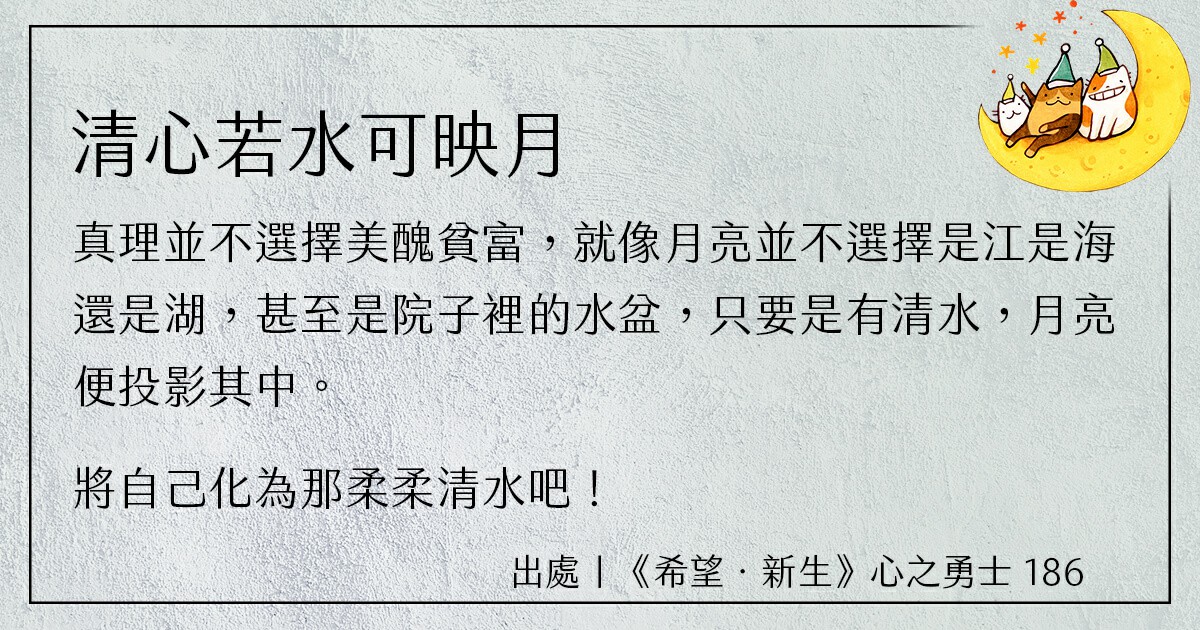 清心若水可映月
真理並不選擇美醜貧富，就像月亮並不選擇是江是海
還是湖，甚至是院子裡的水盆，只要是有清水，月亮
便投影其中。
將自己化為那柔柔清水吧！
出處 | 《希望．新生》心之勇士 186